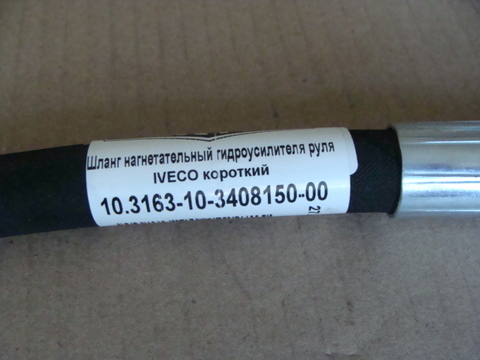 Шланг нагнетательный гидроусилителя руля
IVECO короткий
10.3163-10-3408150-00